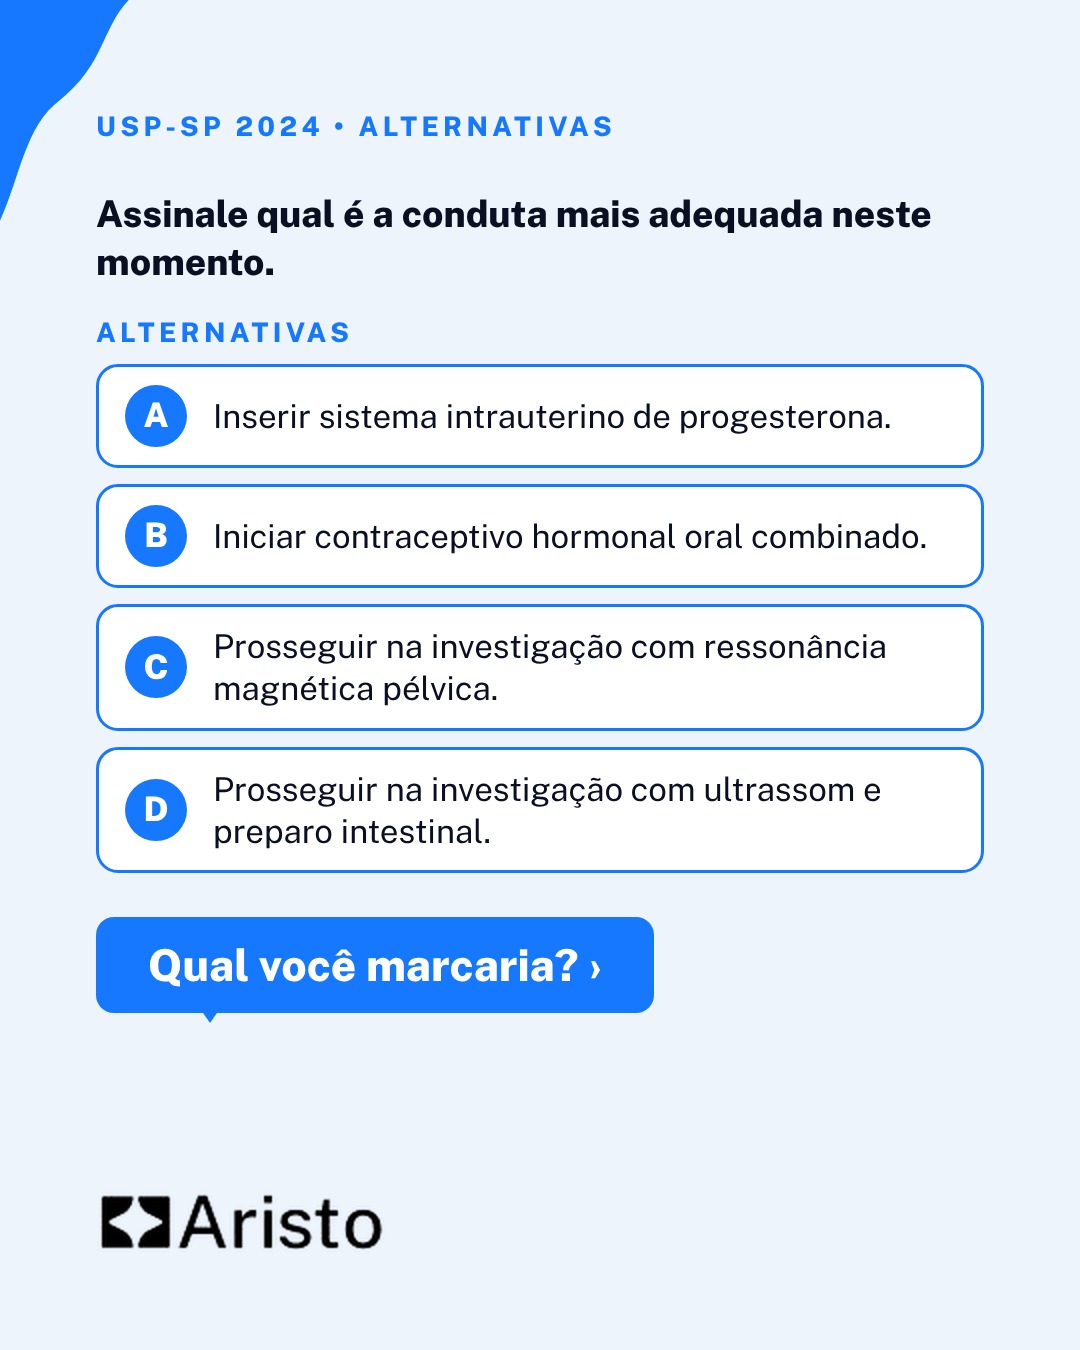 USP-SP 2024 • ALTERNATIVAS
Assinale qual é a conduta mais adequada neste
momento.
ALTERNATIVAS
A Inserir sistema intrauterino de progesterona.
B Iniciar contraceptivo hormonal oral combinado.
C Prosseguir na investigação com ressonância
magnética pélvica.
D Prosseguir na investigação com ultrassom e
preparo intestinal.
Qual você marcaria? ›
Aristo